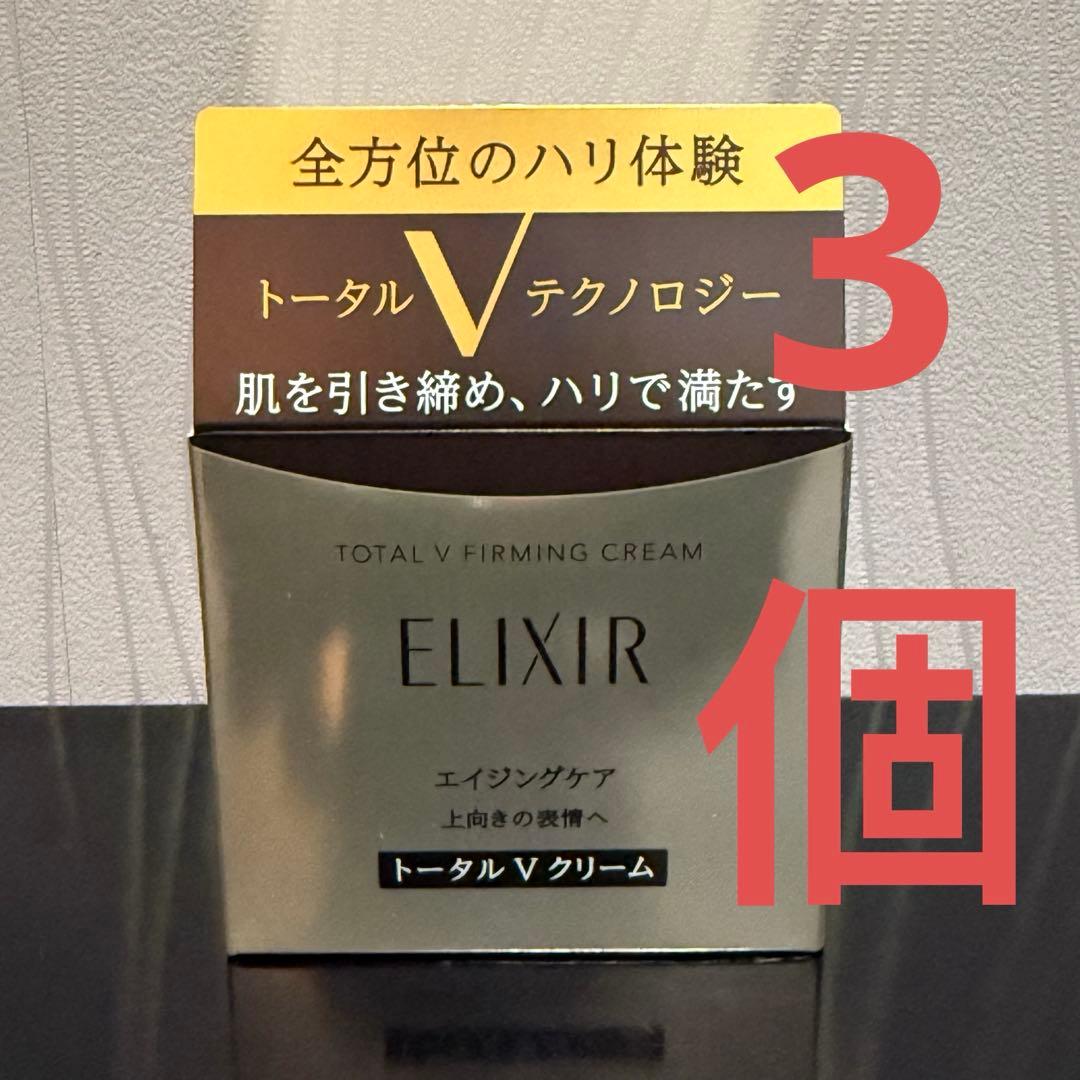 全方位のハリ体験
トータル V テクノロジー
肌を引き締め、ハリで満たす
3
TOTAL V FIRMING CREAM
ELIXIR
個
エイジングケア
上向きの表情へ
トータル V クリーム